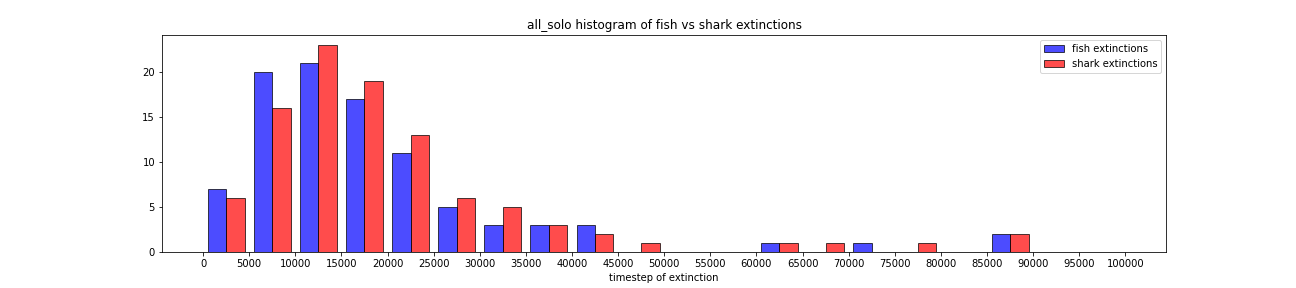 all_solo histogram of fish vs shark extinctions
fish extinctions
shark extinctions
20
15
10
5
0
0 5000 10000 15000 20000 25000 30000 35000 40000 45000 50000 55000 60000 65000 70000 75000 80000 85000 90000 95000 100000
timestep of extinction